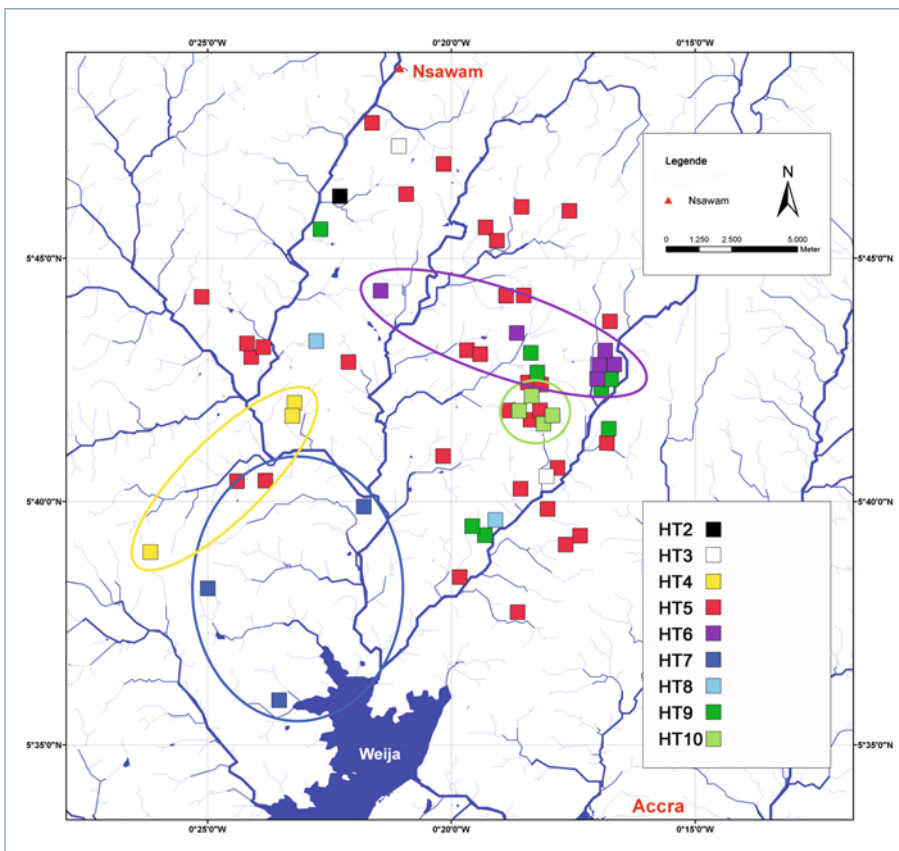 0°25'0"W 0°20'0"W 0°15'0"W
Nsawam
Legende
N
Nsawam
0 1.250 2.500 5.000
Meter
5°45'0"N 5°45'0"N
5°40'0"N 5°40'0"N
HT2
HT3
HT4
HT5
HT6
HT7
HT8
HT9
HT10
5°35'0"N 5°35'0"N
Weija
Accra
0°25'0"W 0°20'0"W 0°15'0"W